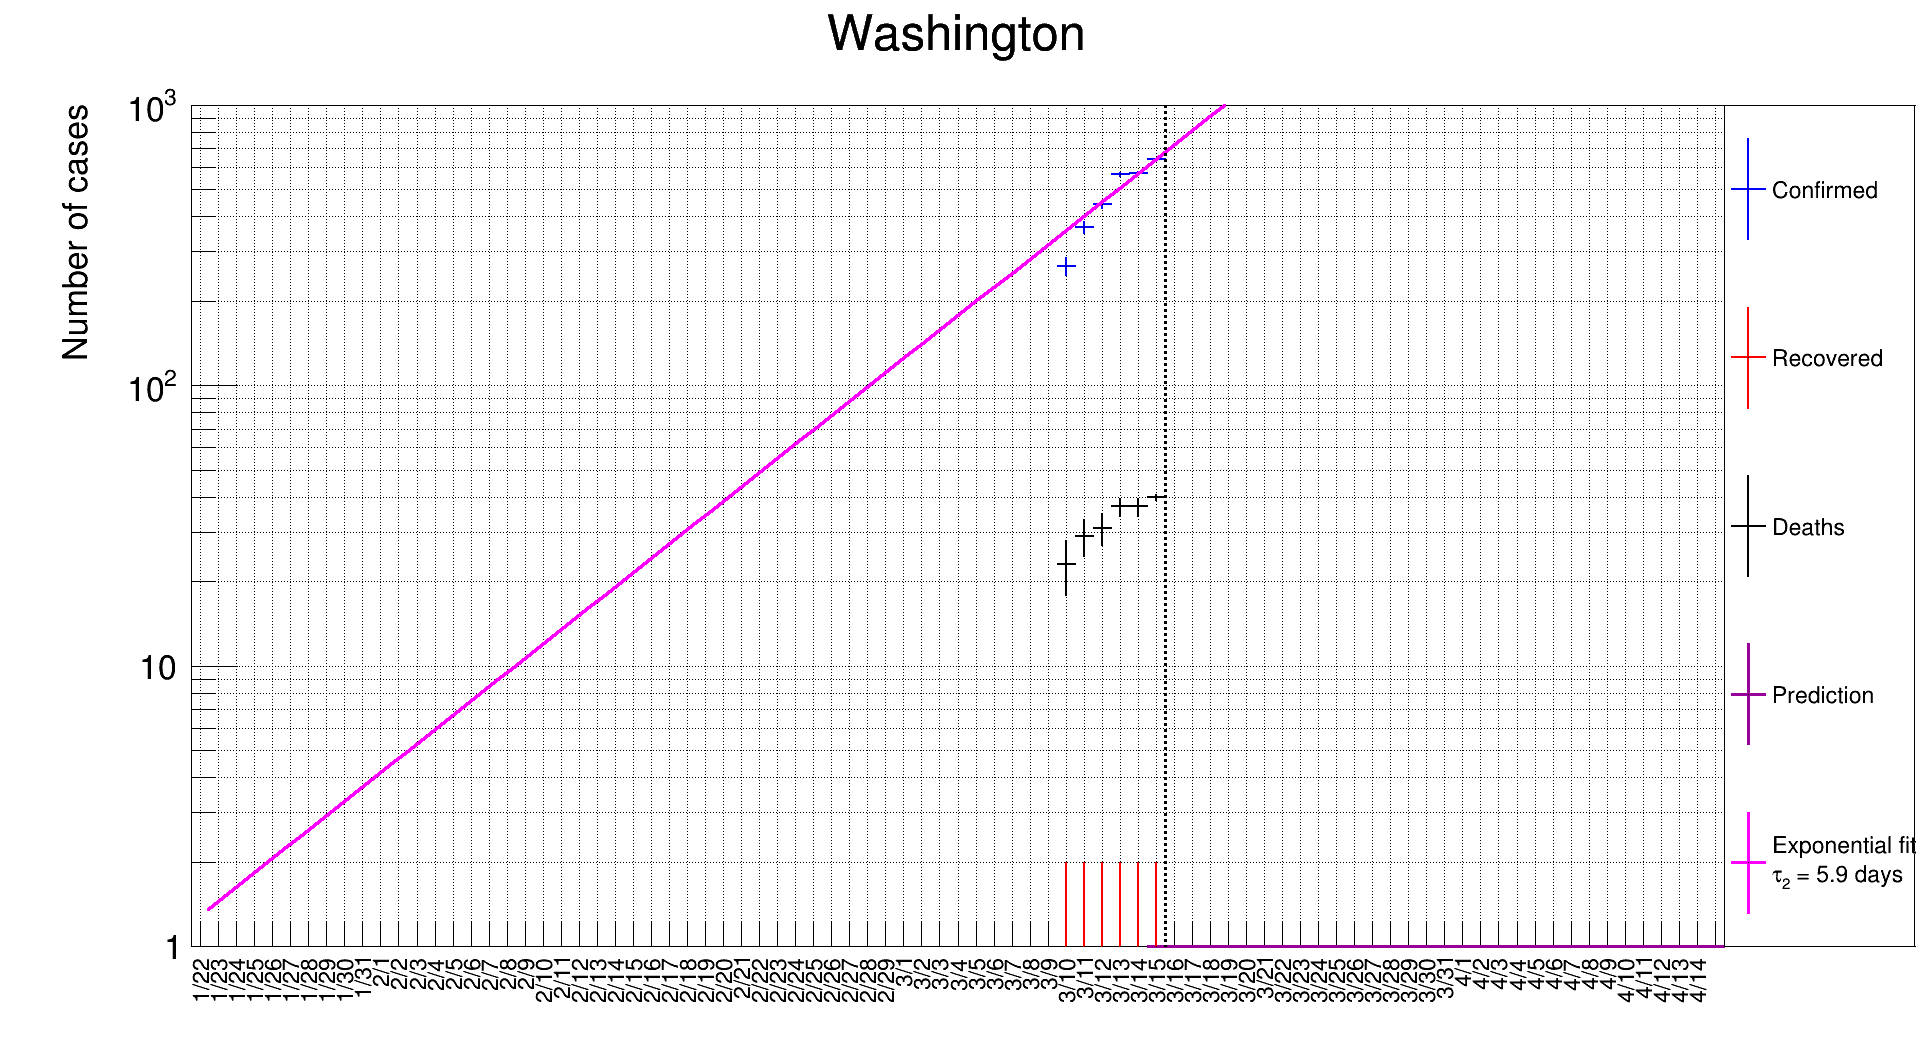 Washington
Number of cases
10³
10²
10
1
1/22 1/23 1/24 1/25 1/26 1/27 1/28 1/29 1/30 1/31 2/1 2/2 2/3 2/4 2/5 2/6 2/7 2/8 2/9 2/10 2/11 2/12 2/13 2/14 2/15 2/16 2/17 2/18 2/19 2/20 2/21 2/22 2/23 2/24 2/25 2/26 2/27 2/28 2/29 3/1 3/2 3/3 3/4 3/5 3/6 3/7 3/8 3/9 3/10 3/11 3/12 3/13 3/14 3/15 3/16 3/17 3/18 3/19 3/20 3/21 3/22 3/23 3/24 3/25 3/26 3/27 3/28 3/29 3/30 3/31 4/1 4/2 4/3 4/4 4/5 4/6 4/7 4/8 4/9 4/10 4/11 4/12 4/13 4/14
Confirmed
Recovered
Deaths
Prediction
Exponential fit
τ₂ = 5.9 days